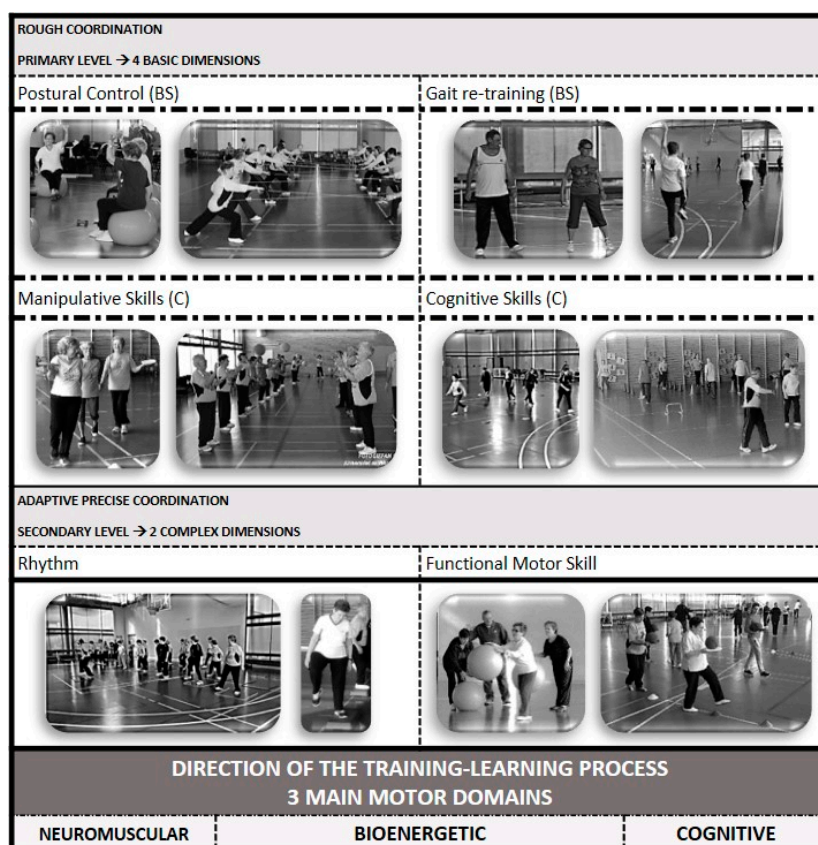 ROUGH COORDINATION
PRIMARY LEVEL → 4 BASIC DIMENSIONS
Postural Control (BS)
Gait re-training (BS)
Manipulative Skills (C)
Cognitive Skills (C)
ADAPTIVE PRECISE COORDINATION
SECONDARY LEVEL → 2 COMPLEX DIMENSIONS
Rhythm
Functional Motor Skill
DIRECTION OF THE TRAINING-LEARNING PROCESS
3 MAIN MOTOR DOMAINS
NEUROMUSCULAR
BIOENERGETIC
COGNITIVE